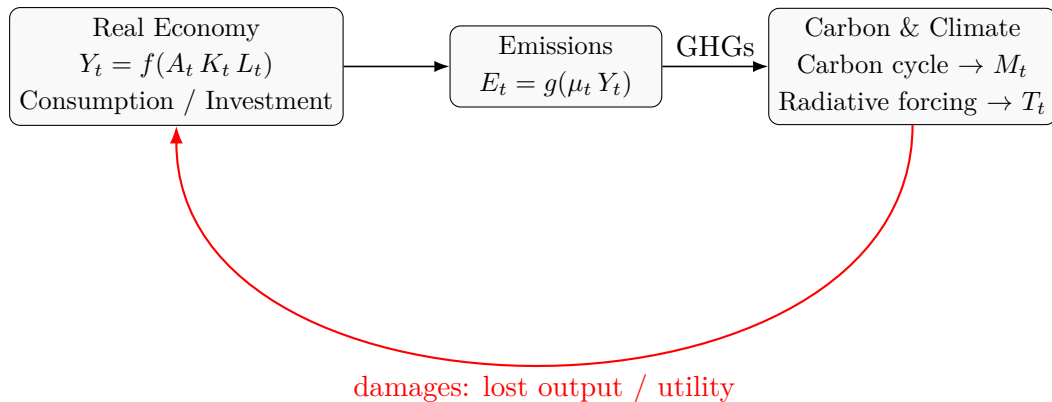 Real Economy
Y_t = f(A_t K_t L_t)
Consumption / Investment
Emissions
E_t = g(μ_t Y_t)
GHGs
Carbon & Climate
Carbon cycle → M_t
Radiative forcing → T_t
damages: lost output / utility